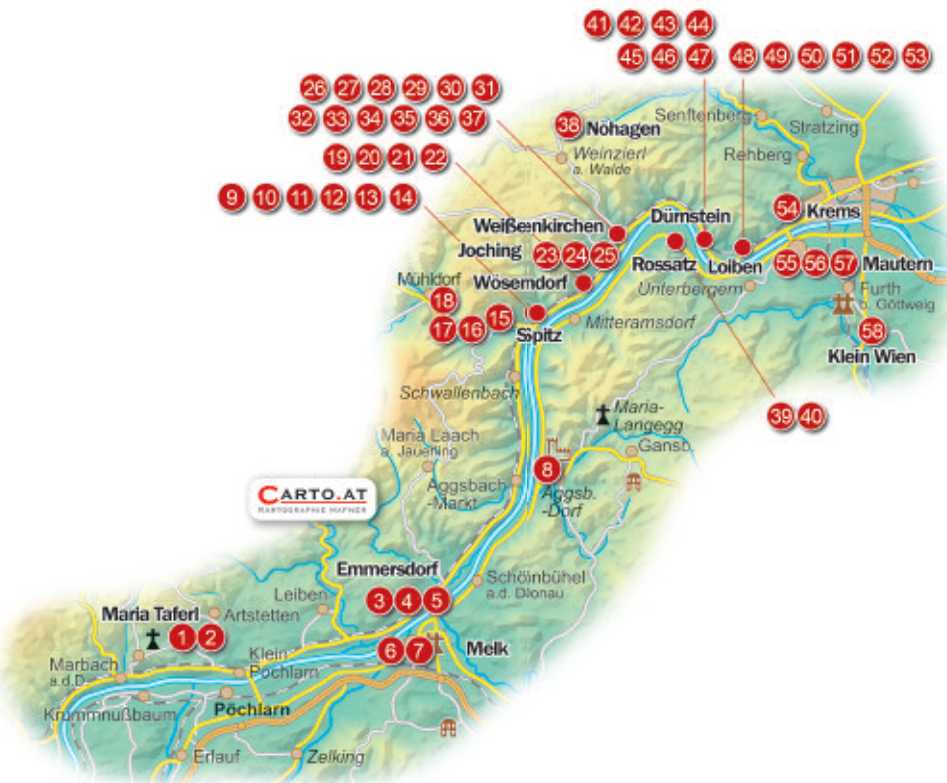 41 42 43 44
45 46 47 48 49 50 51 52 53
26 27 28 29 30 31
32 33 34 35 36 37
38 Nöhagen
Weinzierl
a. Walde
Senftenberg
Stratzing
Rehberg
19 20 21 22
9 10 11 12 13 14
54 Krems
Dürnstein
Weißenkirchen
Joching
23 24 25
Rossatz
Loiben
55 56 57 Mautern
Unterbergern
Furth
b. Göttweig
Mühldorf
18
Wösendorf
17 16 15
Mitteramsdorf
Spitz
58
Klein Wien
Schwallenbach
39 40
Maria-
Langegg
Gansb.
Maria Laach
a. Jauerling
8
Aggsb.
-Dorf
Aggsbach
-Markt
CARTO.AT
KARTOGRAPHIE HAFNER
Emmersdorf
3 4 5
Schöinbühel
a.d. Dlonau
Leiben
Artstetten
Maria Taferl
1 2
6 7 Melk
Klein
Pöchlarn
Marbach
a.d.D.
Krummnußbaum
Pöchlarn
Erlauf
Zelking